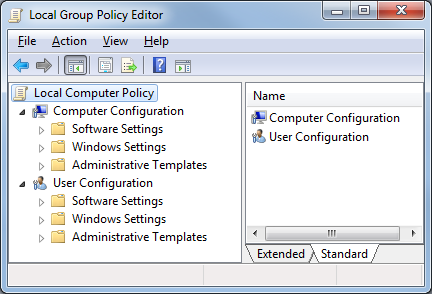 Local Group Policy Editor
File Action View Help
Local Computer Policy
Computer Configuration
Software Settings
Windows Settings
Administrative Templates
User Configuration
Software Settings
Windows Settings
Administrative Templates
Name
Computer Configuration
User Configuration
Extended Standard